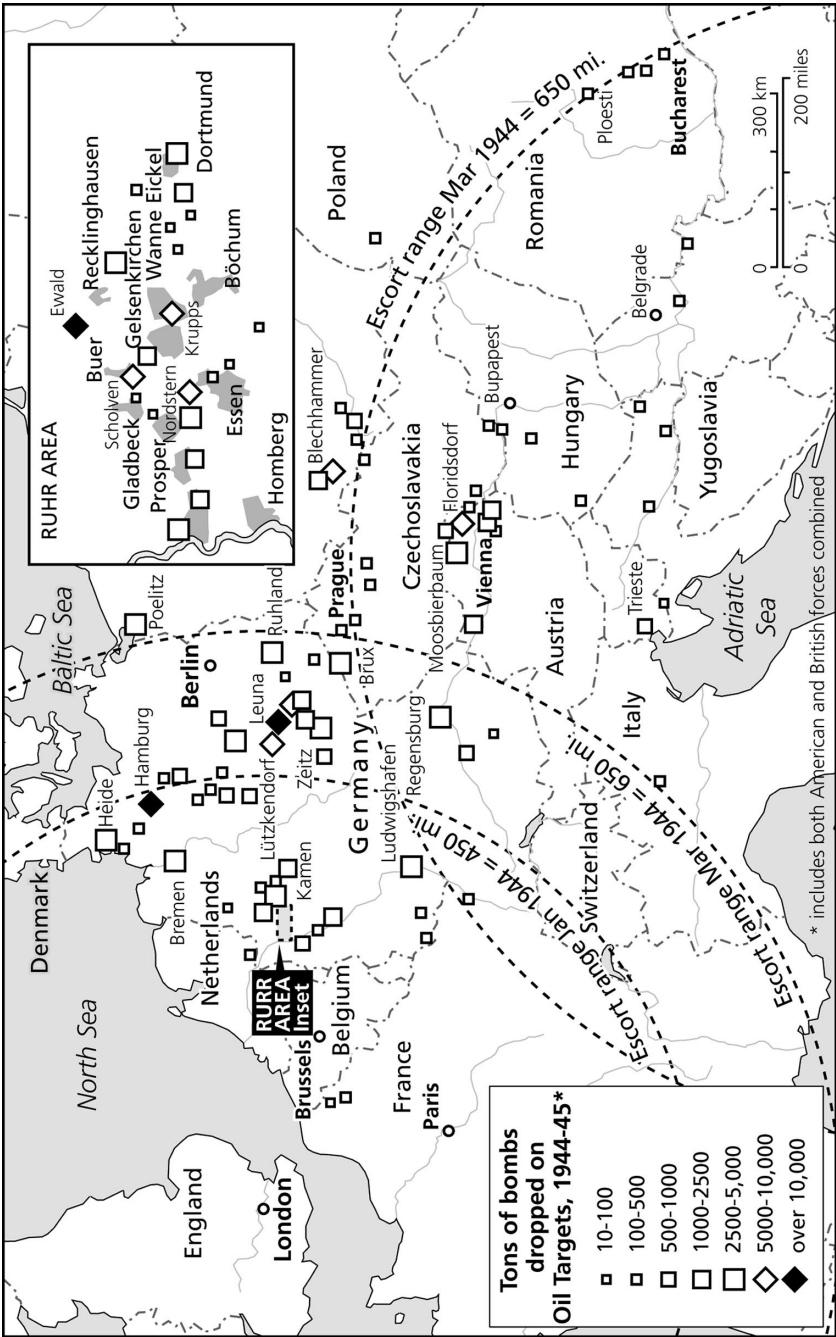 Denmark
North Sea
Baltic Sea
England
London
Heide
Hamburg
Bremen
Netherlands
Poelitz
Berlin
Ruhland
Leuna
Lützkendorf
Zeitz
Kamen
RURR
AREA
Inset
Brussels
Belgium
Germany
Brüx
Prague
Blechhammer
Poland
Ludwigshafen
Regensburg
France
Paris
Czechoslavakia
Moosbierbaum
Floridsdorf
Vienna
Bupapest
Austria
Hungary
Romania
Ploesti
Bucharest
Belgrade
Switzerland
Italy
Trieste
Yugoslavia
Adriatic
Sea
Escort range Jan 1944 = 450 mi.
Escort range Mar 1944 = 650 mi.
Escort range Mar 1944 = 650 mi.
RUHR AREA
Ewald
Recklinghausen
Buer
Scholven
Gladbeck
Gelsenkirchen
Wanne Eickel
Dortmund
Prosper
Nordstern
Krupps
Böchum
Essen
Homberg
Tons of bombs
dropped on
Oil Targets, 1944-45*
10-100
100-500
500-1000
1000-2500
2500-5,000
5000-10,000
over 10,000
0 300 km
0 200 miles
* includes both American and British forces combined